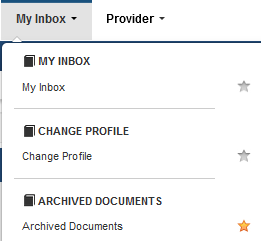 My Inbox Provider
MY INBOX
My Inbox
CHANGE PROFILE
Change Profile
ARCHIVED DOCUMENTS
Archived Documents